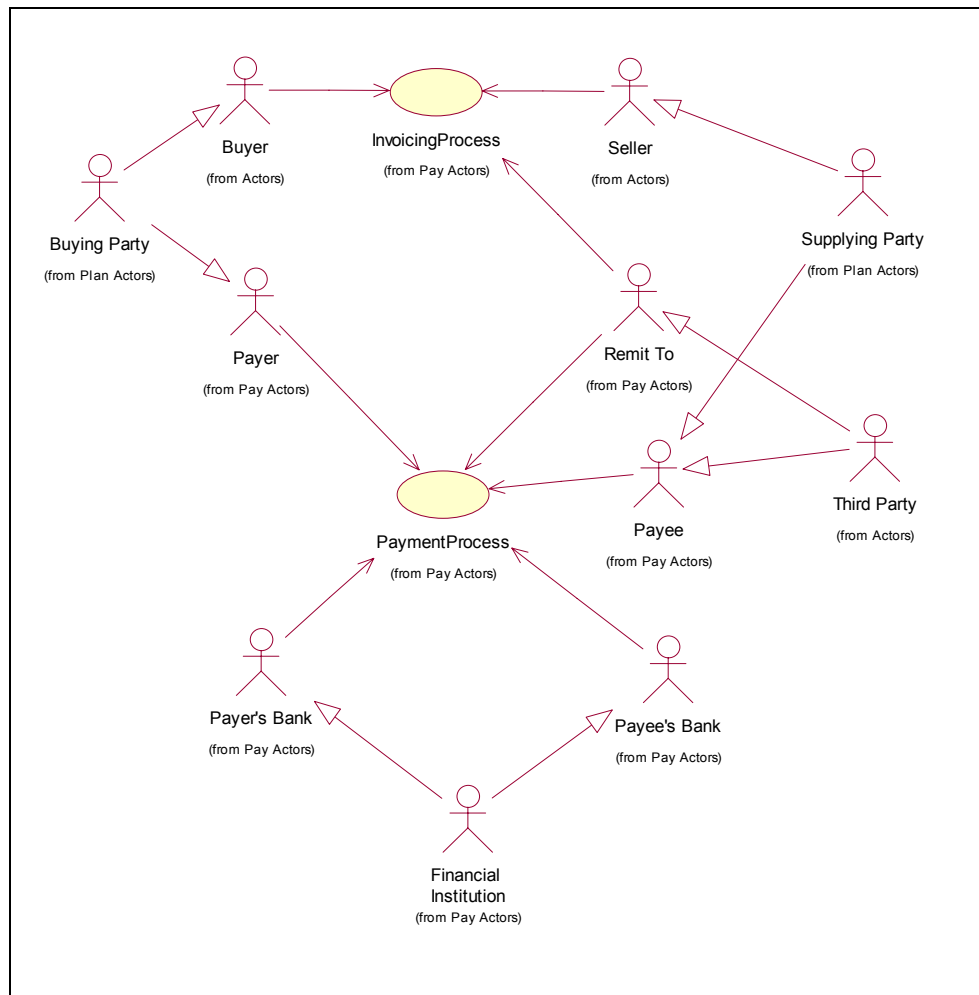 Buyer
(from Actors)
InvoicingProcess
(from Pay Actors)
Seller
(from Actors)
Buying Party
(from Plan Actors)
Supplying Party
(from Plan Actors)
Payer
(from Pay Actors)
Remit To
(from Pay Actors)
Third Party
(from Actors)
Payee
(from Pay Actors)
PaymentProcess
(from Pay Actors)
Payer's Bank
(from Pay Actors)
Payee's Bank
(from Pay Actors)
Financial
Institution
(from Pay Actors)